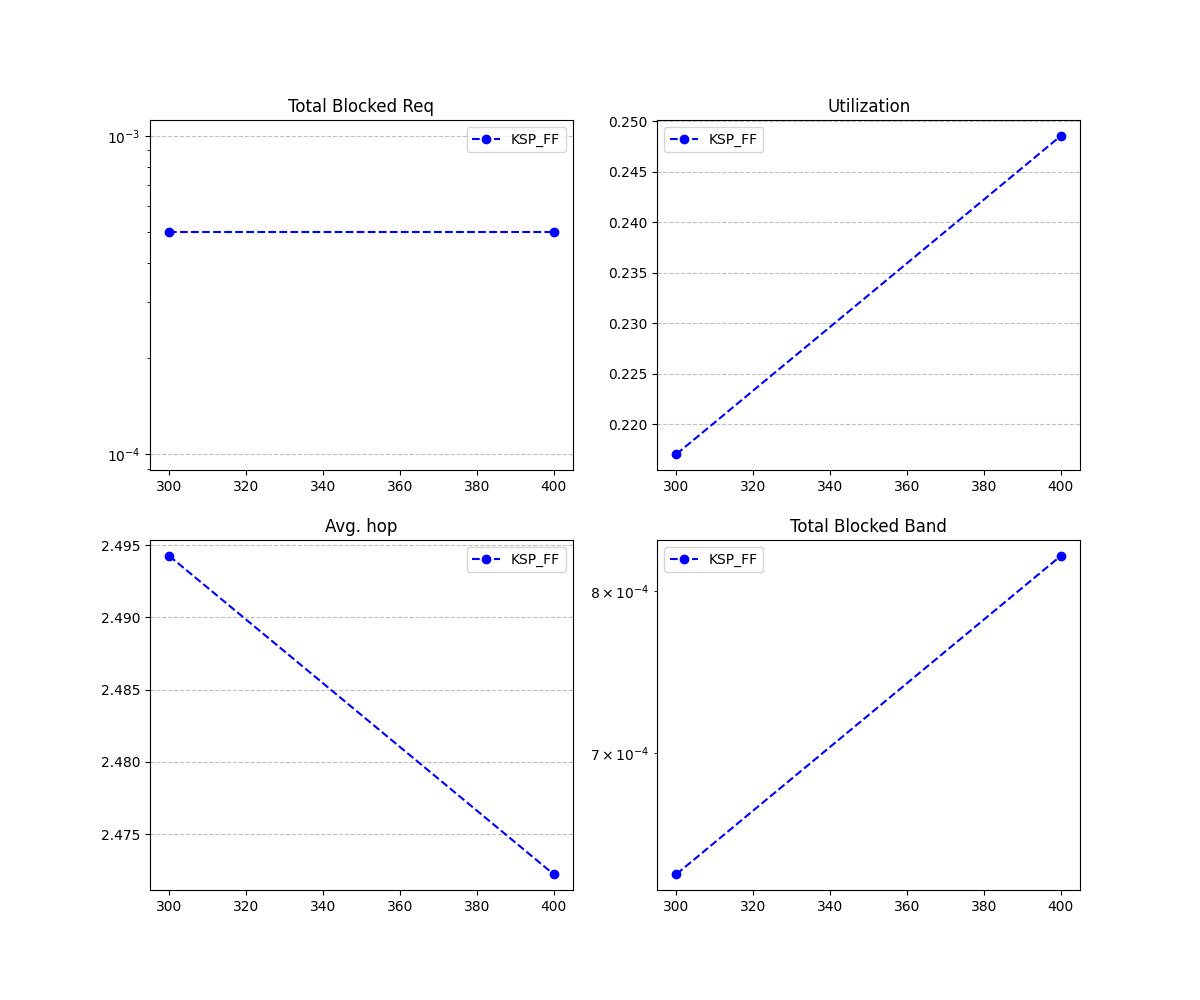 Total Blocked Req
KSP_FF
10⁻³
10⁻⁴
300 320 340 360 380 400
Utilization
KSP_FF
0.250
0.245
0.240
0.235
0.230
0.225
0.220
300 320 340 360 380 400
Avg. hop
KSP_FF
2.495
2.490
2.485
2.480
2.475
300 320 340 360 380 400
Total Blocked Band
KSP_FF
8 × 10⁻⁴
7 × 10⁻⁴
300 320 340 360 380 400